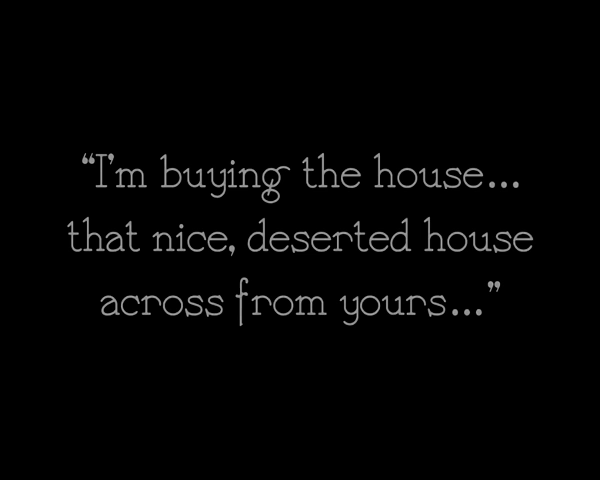 “I'm buying the house...
that nice, deserted house
across from yours...”